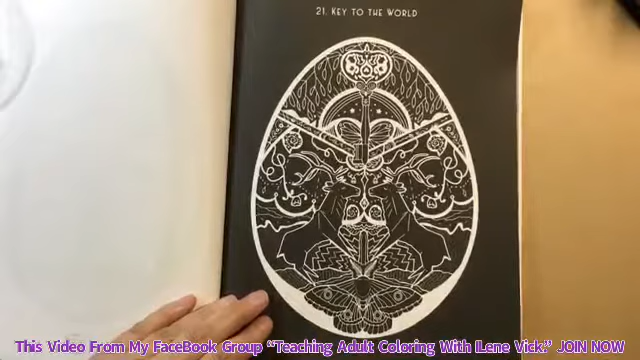 21. KEY TO THE WORLD
This Video From My FaceBook Group "Teaching Adult Coloring With ILene Vick" JOIN NOW